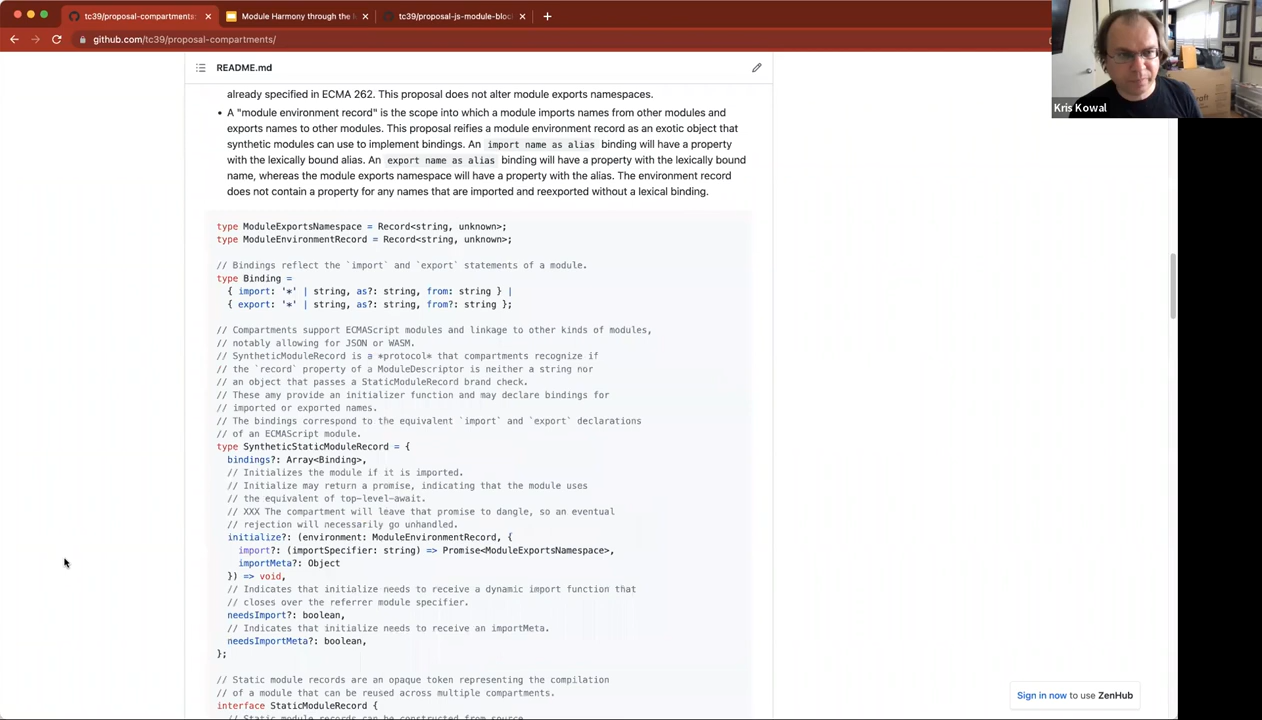 tc39/proposal-compartments:
Module Harmony through the l
tc39/proposal-js-module-bloc
github.com/tc39/proposal-compartments/
Kris Kowal
README.md
already specified in ECMA 262. This proposal does not alter module exports namespaces.
• A "module environment record" is the scope into which a module imports names from other modules and
exports names to other modules. This proposal reifies a module environment record as an exotic object that
synthetic modules can use to implement bindings. An import name as alias binding will have a property
with the lexically bound alias. An export name as alias binding will have a property with the lexically bound
name, whereas the module exports namespace will have a property with the alias. The environment record
does not contain a property for any names that are imported and reexported without a lexical binding.
type ModuleExportsNamespace = Record<string, unknown>;
type ModuleEnvironmentRecord = Record<string, unknown>;
// Bindings reflect the `import` and `export` statements of a module.
type Binding =
{ import: '*' | string, as?: string, from: string } |
{ export: '*' | string, as?: string, from?: string };
// Compartments support ECMAScript modules and linkage to other kinds of modules,
// notably allowing for JSON or WASM.
// SyntheticModuleRecord is a *protocol* that compartments recognize if
// the `record` property of a ModuleDescriptor is neither a string nor
// an object that passes a StaticModuleRecord brand check.
// These amy provide an initializer function and may declare bindings for
// imported or exported names.
// The bindings correspond to the equivalent `import` and `export` declarations
// of an ECMAScript module.
type SyntheticStaticModuleRecord = {
bindings?: Array<Binding>,
// Initializes the module if it is imported.
// Initialize may return a promise, indicating that the module uses
// the equivalent of top-level-await.
// XXX The compartment will leave that promise to dangle, so an eventual
// rejection will necessarily go unhandled.
initialize?: (environment: ModuleEnvironmentRecord, {
import?: (importSpecifier: string) => Promise<ModuleExportsNamespace>,
importMeta?: Object
}) => void,
// Indicates that initialize needs to receive a dynamic import function that
// closes over the referrer module specifier.
needsImport?: boolean,
// Indicates that initialize needs to receive an importMeta.
needsImportMeta?: boolean,
};
// Static module records are an opaque token representing the compilation
// of a module that can be reused across multiple compartments.
interface StaticModuleRecord {
// Static module records can be constructed from source.
Sign in now to use ZenHub